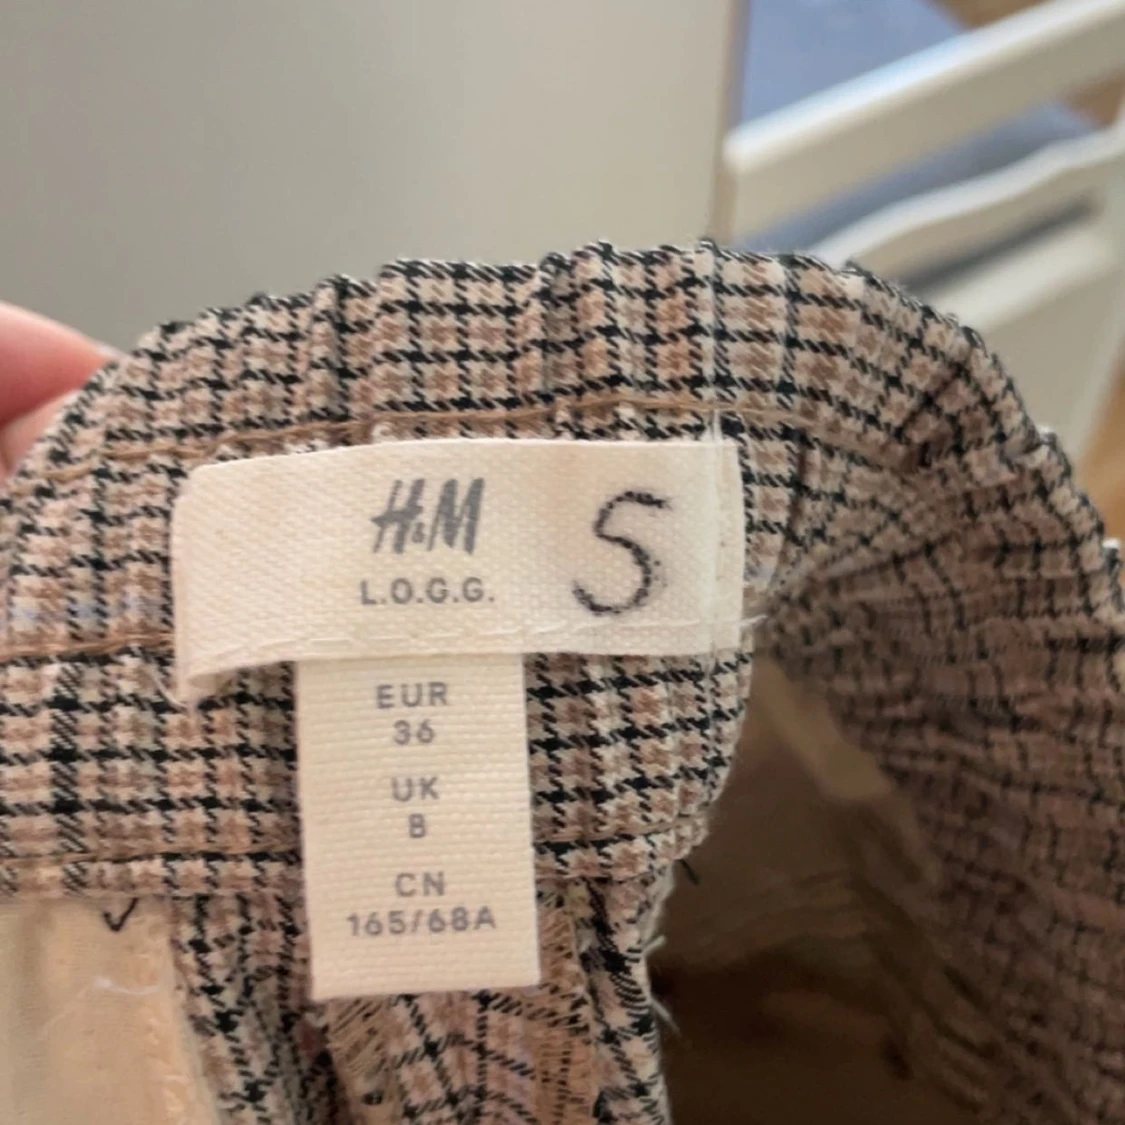 H&M
L.O.G.G.
S
EUR
36
UK
8
CN
165/68A